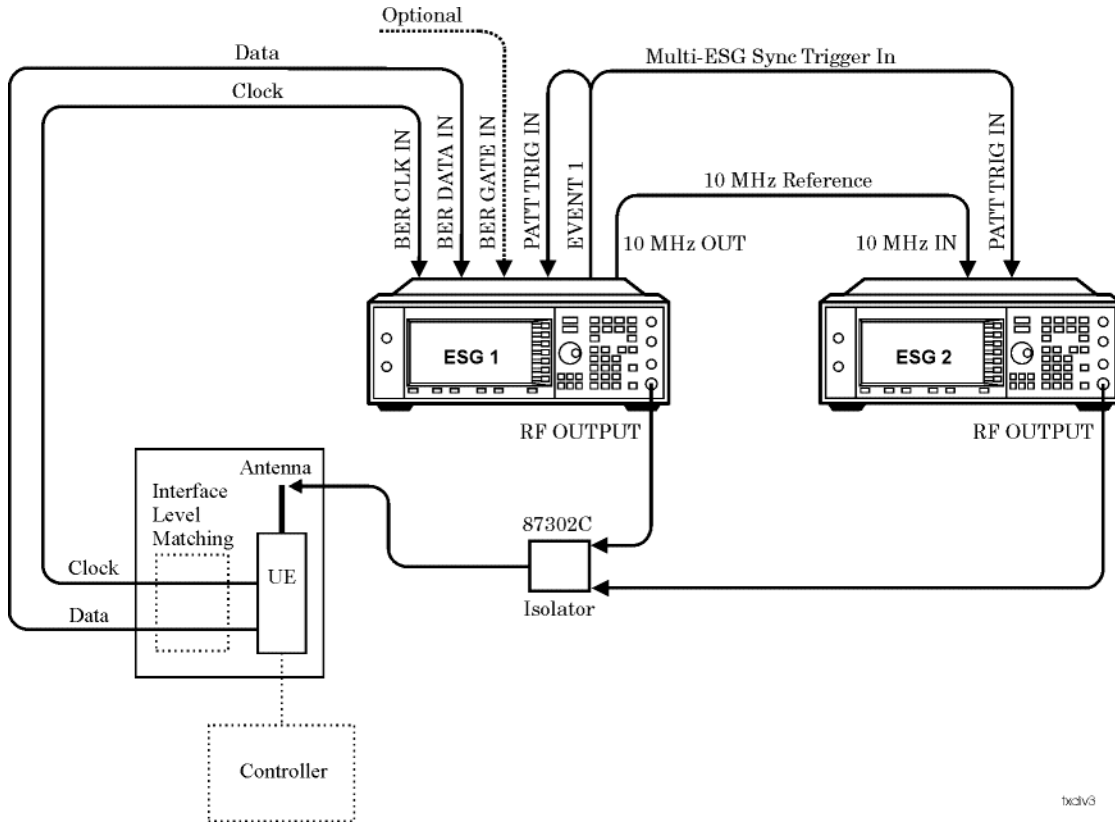 Optional
Data
Multi-ESG Sync Trigger In
Clock
BER CLK IN
BER DATA IN
BER GATE IN
PATT TRIG IN
EVENT 1
10 MHz Reference
PATT TRIG IN
10 MHz OUT
10 MHz IN
ESG 1
ESG 2
RF OUTPUT
RF OUTPUT
Antenna
Interface
Level
Matching
87302C
Clock
UE
Isolator
Data
Controller
txdiv3